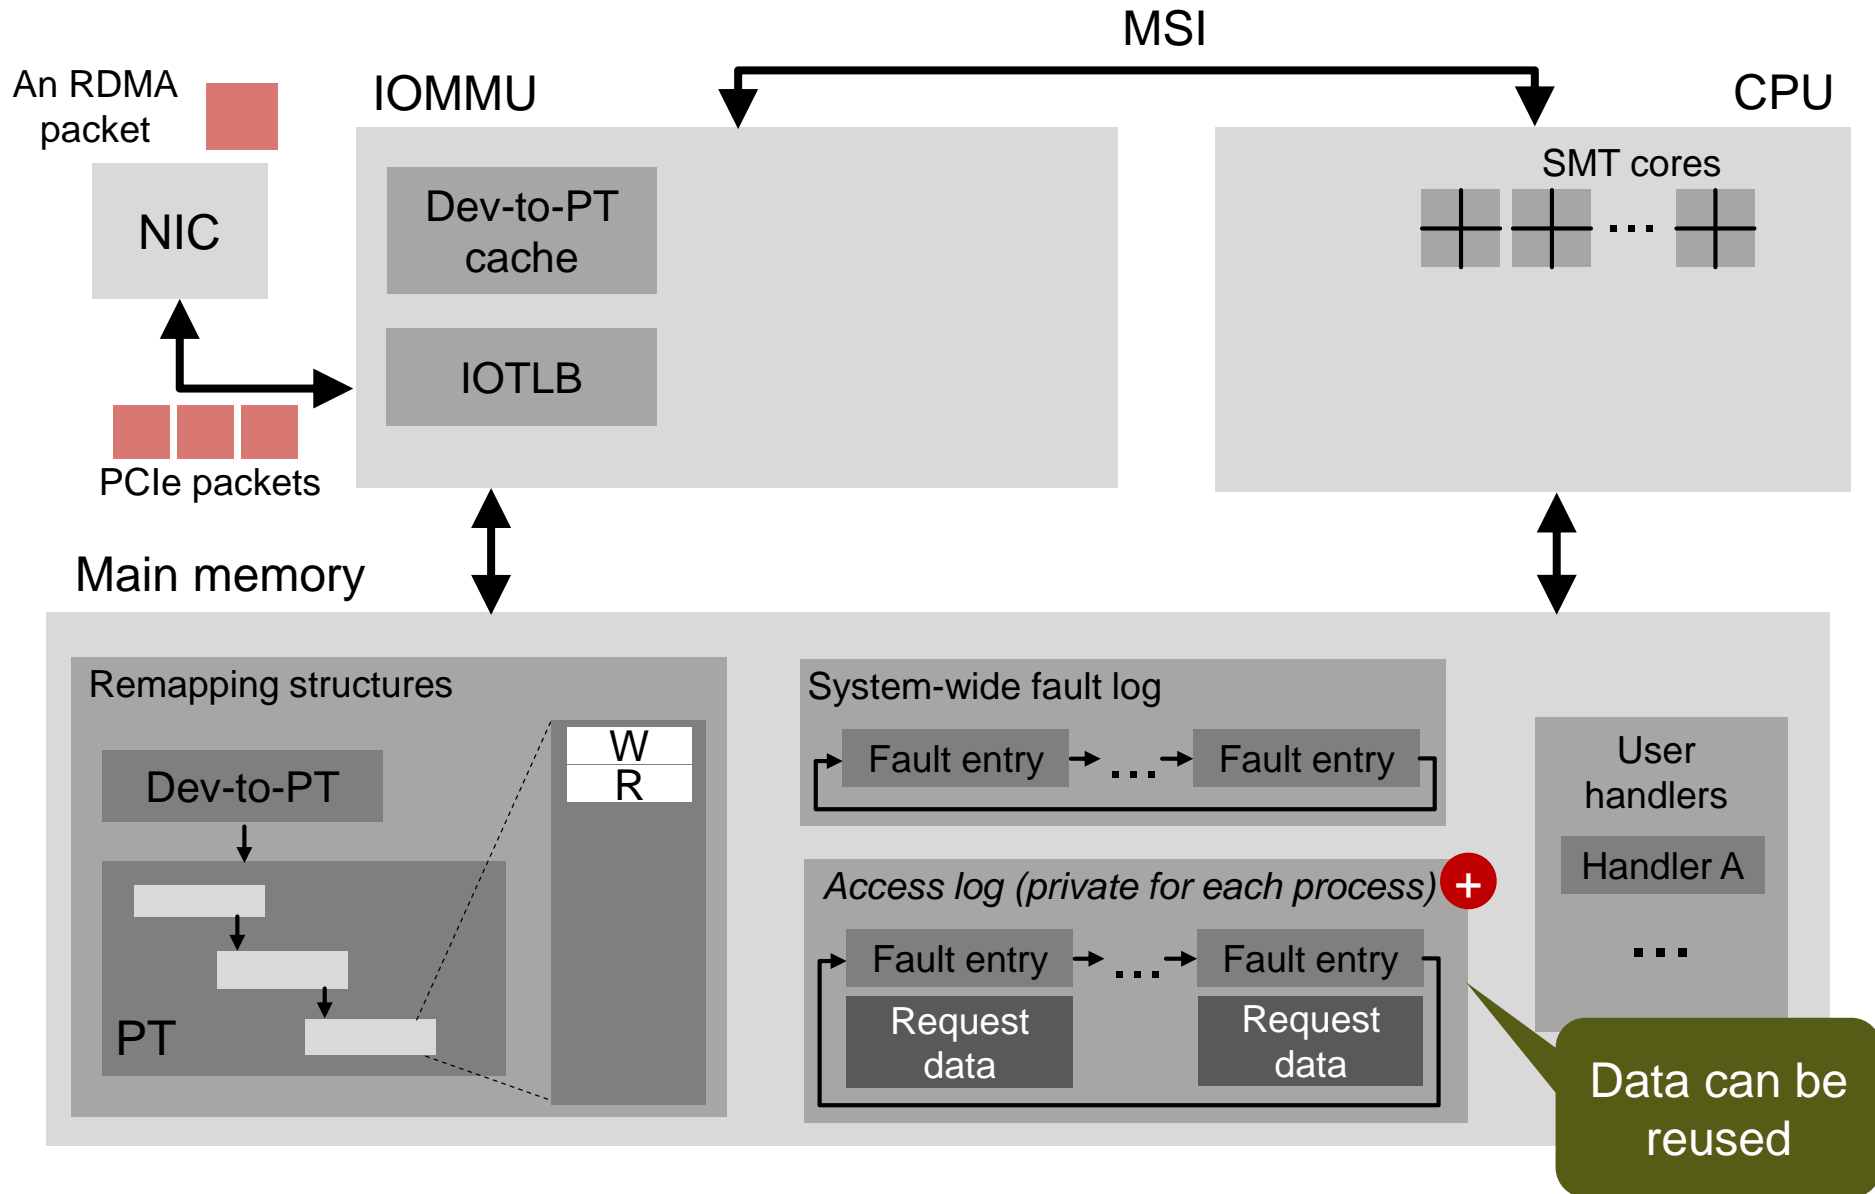 MSI
An RDMA
packet
IOMMU
CPU
NIC
Dev-to-PT
cache
SMT cores
...
IOTLB
PCIe packets
Main memory
Remapping structures
Dev-to-PT
PT
W
R
System-wide fault log
Fault entry ... Fault entry
Access log (private for each process) +
Fault entry ... Fault entry
Request
data
Request
data
User
handlers
Handler A
...
Data can be
reused